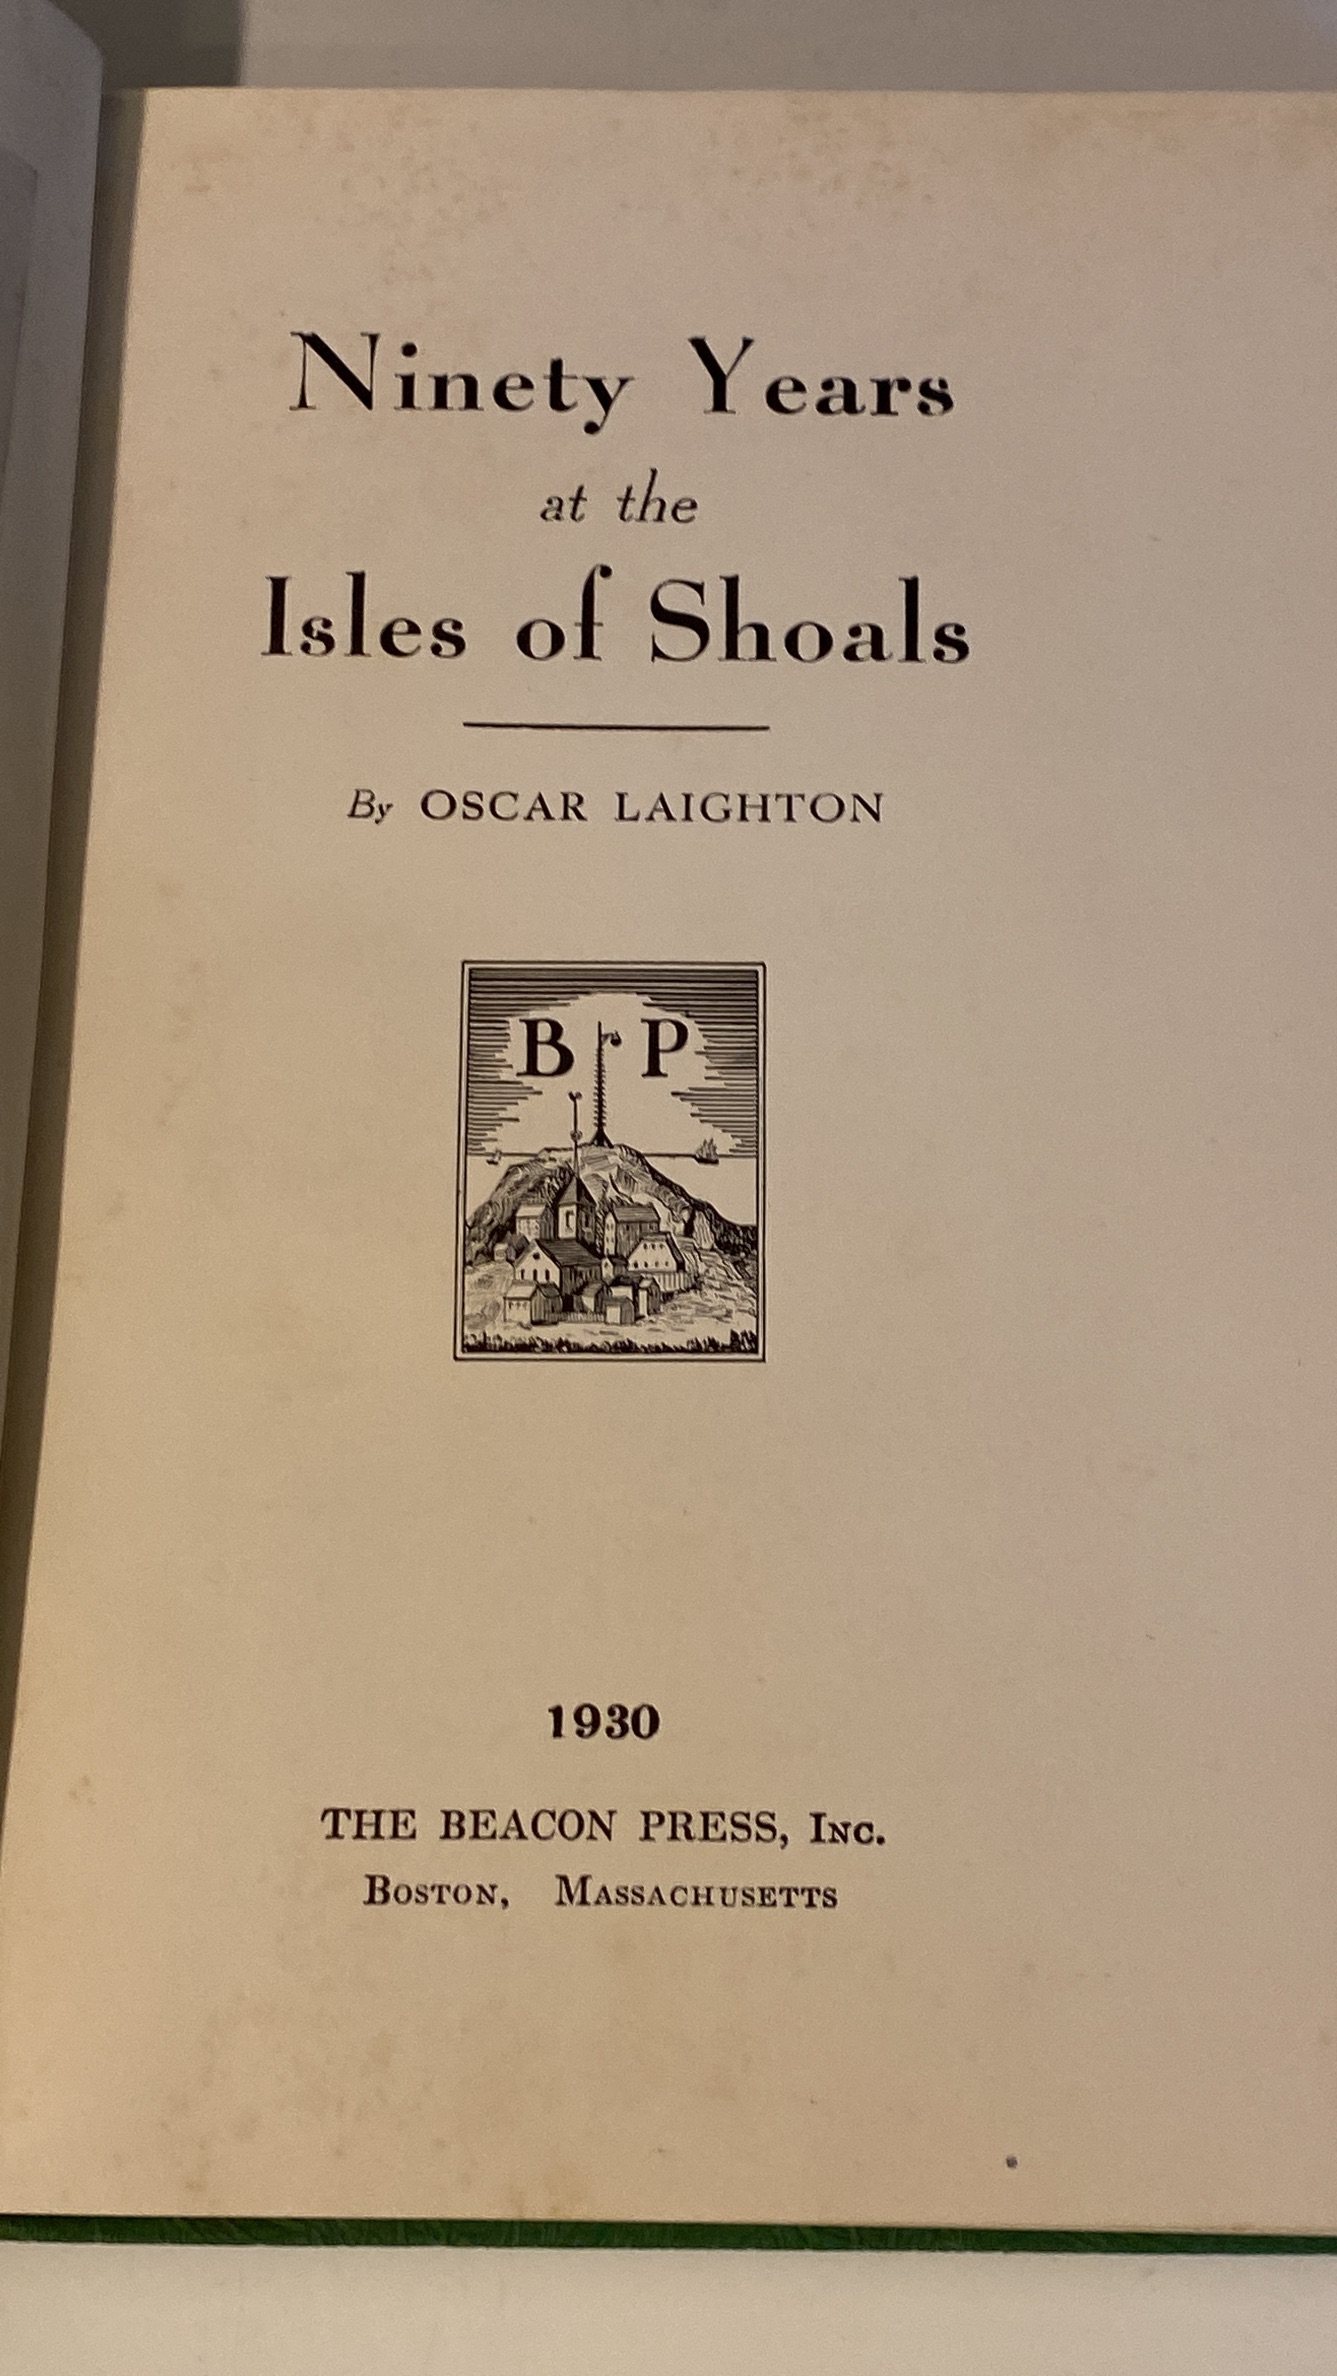 Ninety Years
at the
Isles of Shoals
By OSCAR LAIGHTON
B P
1930
THE BEACON PRESS, INC.
BOSTON, MASSACHUSETTS